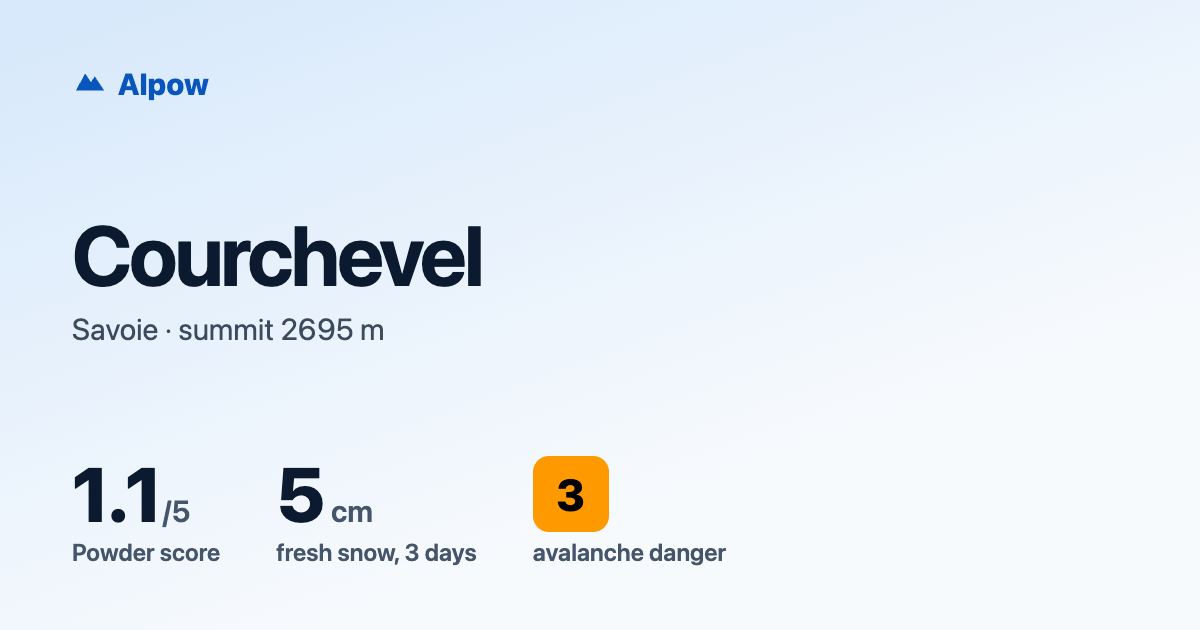 Alpow
Courchevel
Savoie · summit 2695 m
1.1/5
Powder score
5 cm
fresh snow, 3 days
3
avalanche danger